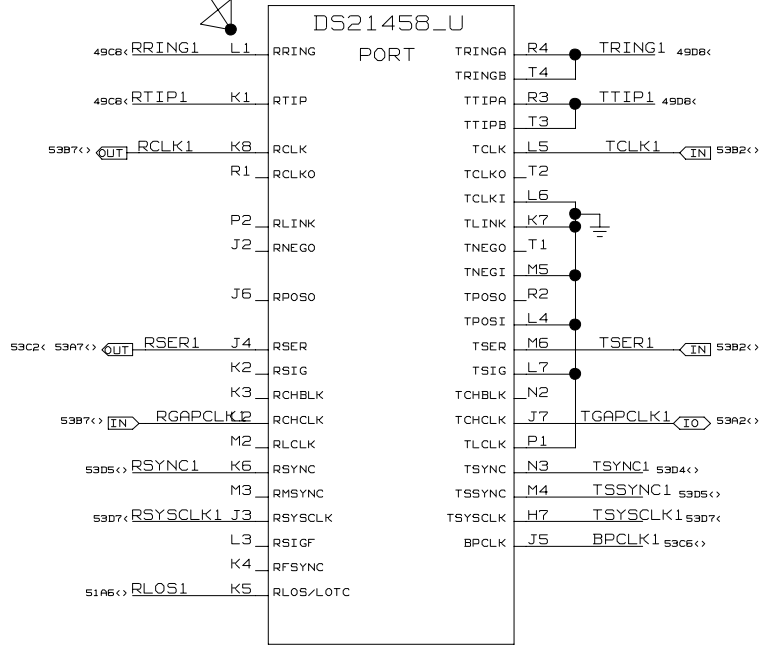 DS21458_U
PORT
49C8< RRING1 L1 RRING TRINGA R4 TRING1 49D8<
TRINGB T4
49C8< RTIP1 K1 RTIP TTIPA R3 TTIP1 49D8<
TTIPB T3
53B7<> OUT RCLK1 K8 RCLK TCLK L5 TCLK1 IN 53B2<>
R1 RCLKO TCLKO T2
TCLKI L6
P2 RLINK TLINK K7
J2 RNEGO TNEGO T1
TNEGI M5
J6 RPOSO TPOSO R2
TPOSI L4
53C2< 53A7<> OUT RSER1 J4 RSER TSER M6 TSER1 IN 53B2<>
K2 RSIG TSIG L7
K3 RCHBLK TCHBLK N2
53B7<> IN RGAPCLK1 RCHCLK TCHCLK J7 TGAPCLK1 IO 53A2<>
M2 RLCLK TLCLK P1
53D5<> RSYNC1 K6 RSYNC TSYNC N3 TSYNC1 53D4<>
M3 RMSYNC TSSYNC M4 TSSYNC1 53D5<>
53D7< RSYSCLK1 J3 RSYSCLK TSYSCLK H7 TSYSCLK1 53D7<
L3 RSIGF BPCLK J5 BPCLK1 53C6<>
K4 RFSYNC
51A6<> RLOS1 K5 RLOS/LOTC